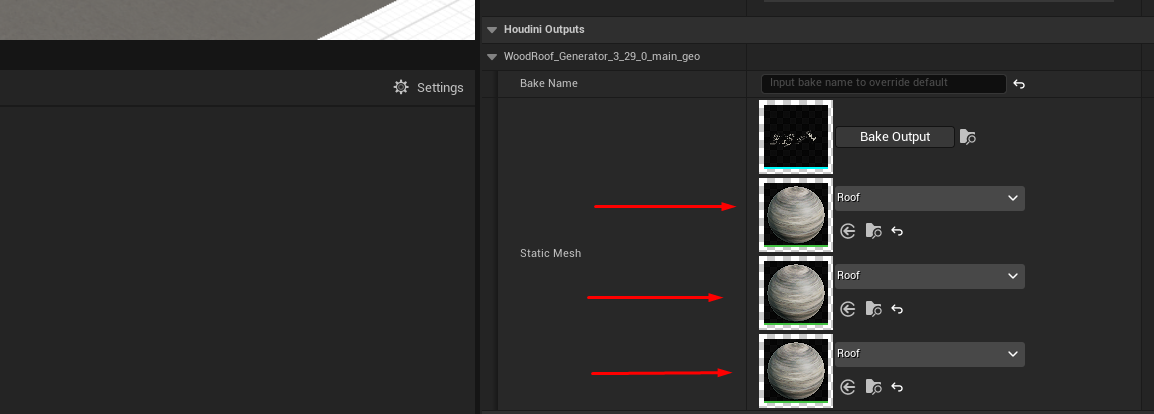 Houdini Outputs
WoodRoof_Generator_3_29_0_main_geo
Settings
Bake Name
Input bake name to override default
Bake Output
Roof
Static Mesh
Roof
Roof